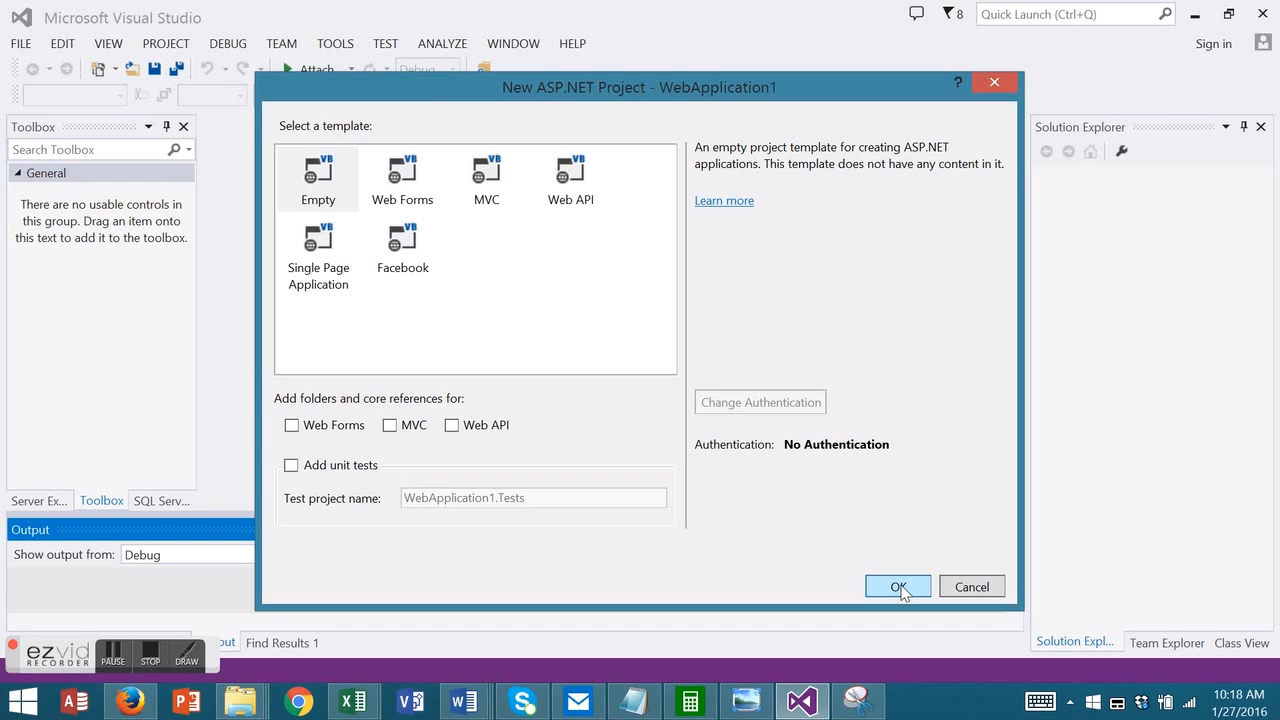 Microsoft Visual Studio
8
Quick Launch (Ctrl+Q)
FILE EDIT VIEW PROJECT DEBUG TEAM TOOLS TEST ANALYZE WINDOW HELP
Sign in
Attach
Debug
New ASP.NET Project - WebApplication1
?
Toolbox
Search Toolbox
General
There are no usable controls in
this group. Drag an item onto
this text to add it to the toolbox.
Select a template:
VB VB VB VB
Empty Web Forms MVC Web API
VB VB
Single Page
Application
Facebook
An empty project template for creating ASP.NET
applications. This template does not have any content in it.
Learn more
Solution Explorer
Change Authentication
Authentication: No Authentication
Add folders and core references for:
Web Forms MVC Web API
Add unit tests
Test project name: WebApplication1.Tests
OK Cancel
Server Ex... Toolbox SQL Serv...
Output
Show output from: Debug
Find Results 1
Solution Expl... Team Explorer Class View
ezvid
RECORDER
PAUSE STOP DRAW
10:18 AM
1/27/2016